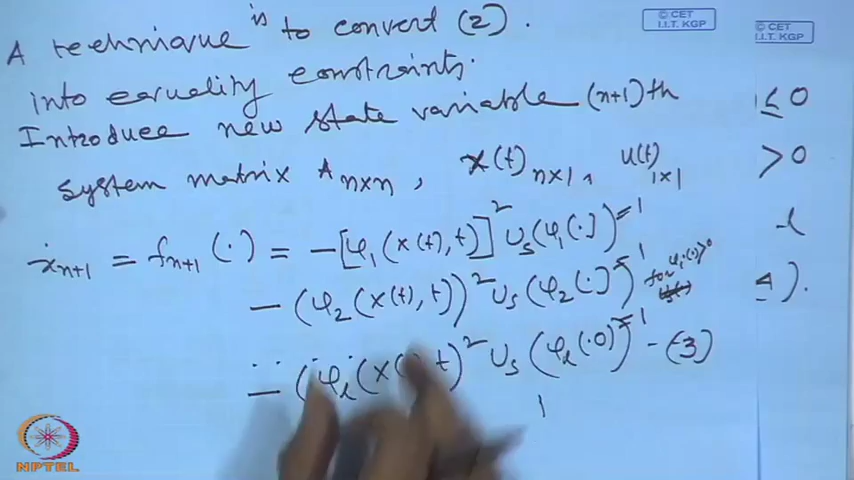 A technique is to convert (2).
into equality constraints.
Introduce new state variable (n+1)th
system matrix A n×n, x(t) n×1, u(t) 1×1
ẋn+1 = fn+1 (·) = -[φ1(x(t), t)]² Us(φ1(·)) = 1
- (φ2(x(t), t))² Us(φ2(·)) = 1 for φi(·)>0
- (φl(x( ), t)² Us(φl(·)) = 1 - (3)
≤ 0
> 0
© CET
I.I.T. KGP
© CET
I.I.T. KGP
NPTEL